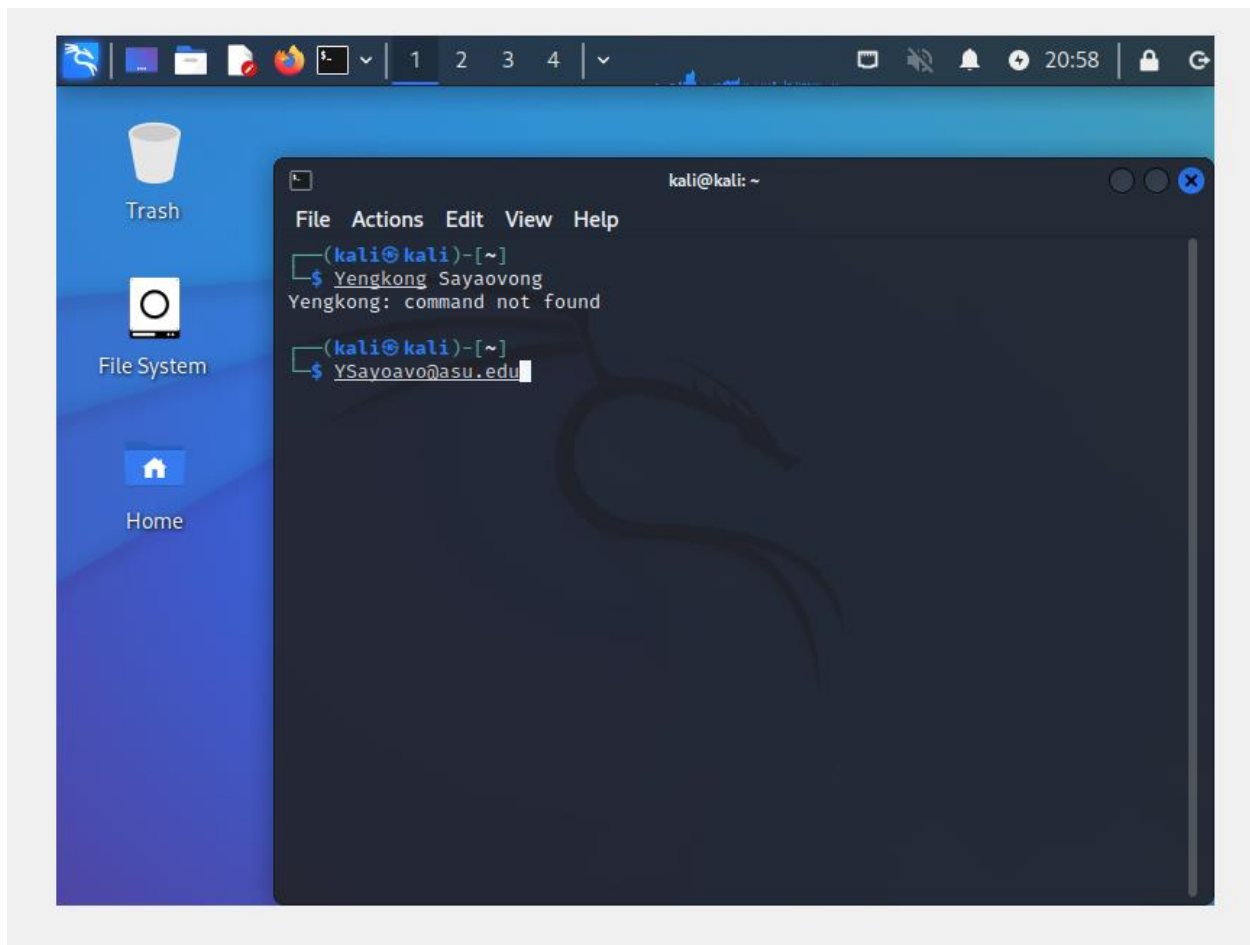 1 2 3 4 20:58
kali@kali: ~
File Actions Edit View Help
(kali㉿kali)-[~]
$ Yengkong Sayaovong
Yengkong: command not found
(kali㉿kali)-[~]
$ YSayoavo@asu.edu
Trash
File System
Home